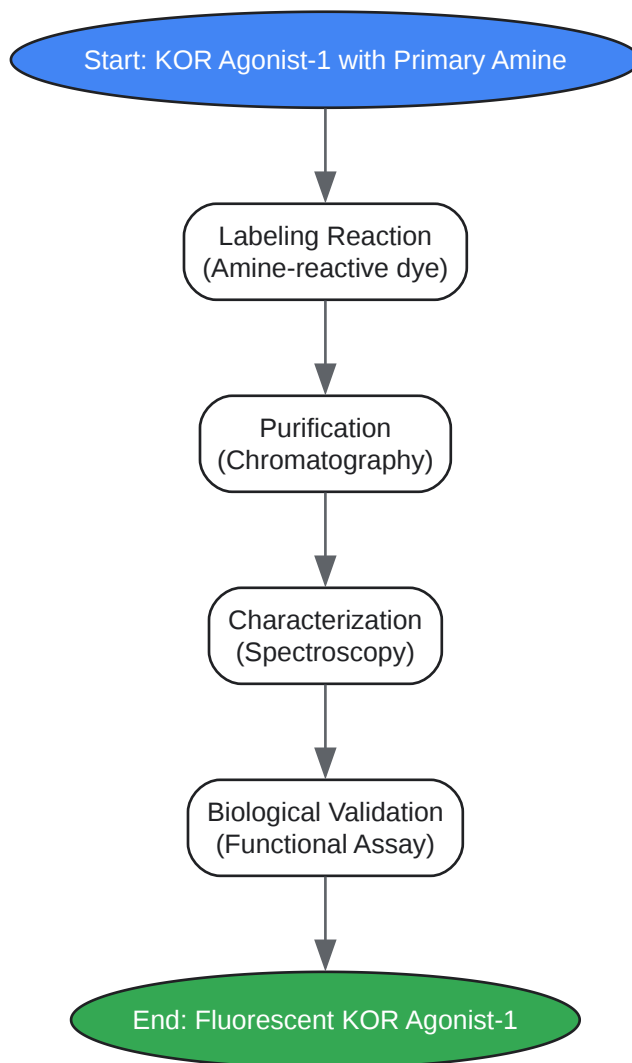 Start: KOR Agonist-1 with Primary Amine
Labeling Reaction
(Amine-reactive dye)
Purification
(Chromatography)
Characterization
(Spectroscopy)
Biological Validation
(Functional Assay)
End: Fluorescent KOR Agonist-1